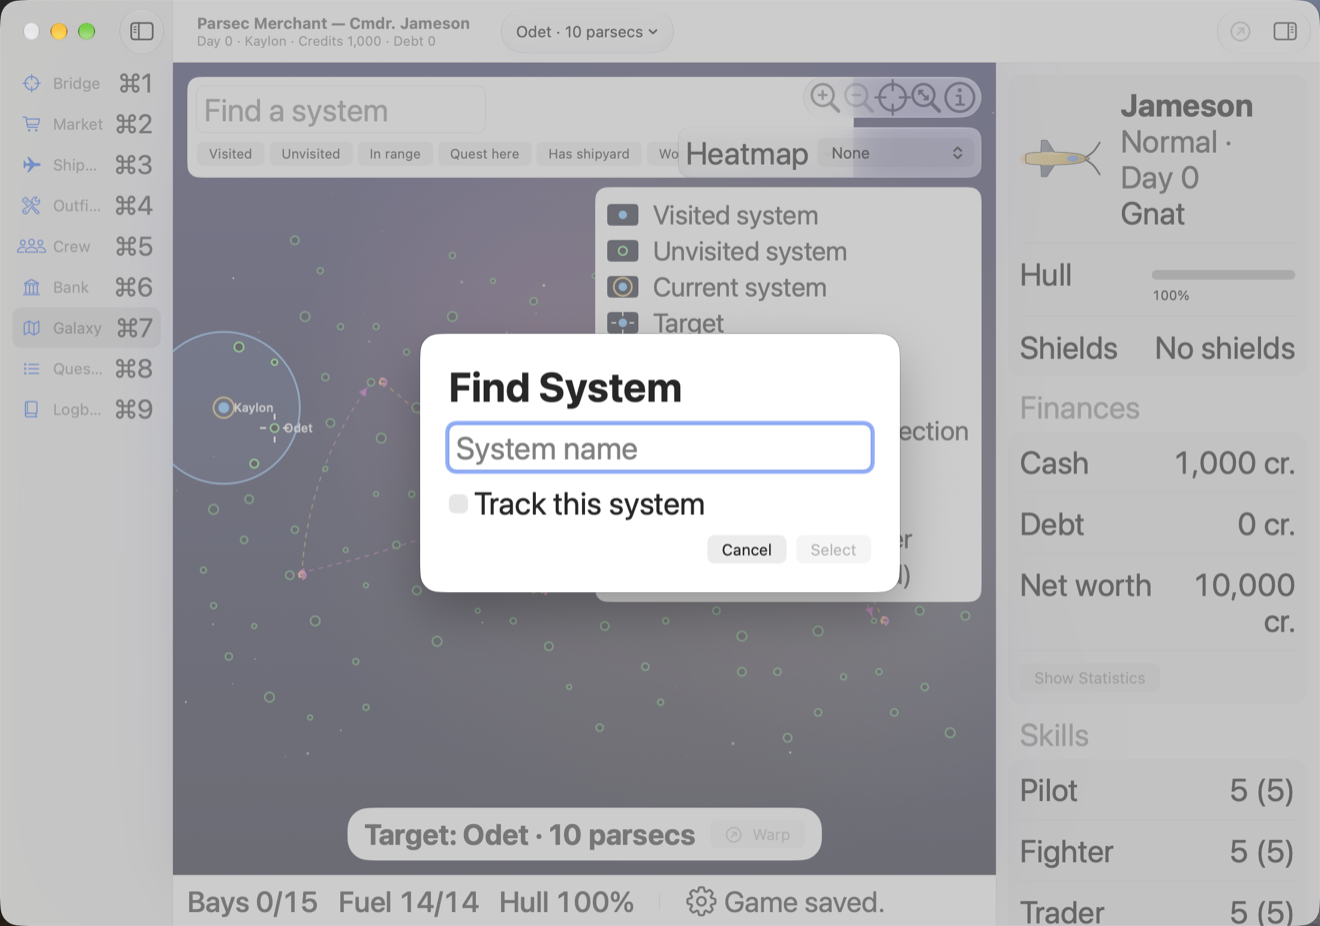 Parsec Merchant — Cmdr. Jameson
Day 0 · Kaylon · Credits 1,000 · Debt 0
Odet · 10 parsecs
Bridge ⌘1
Market ⌘2
Ship... ⌘3
Outfi... ⌘4
Crew ⌘5
Bank ⌘6
Galaxy ⌘7
Ques... ⌘8
Logb... ⌘9
Find a system
Visited Unvisited In range Quest here Has shipyard Wo
Heatmap None
Visited system
Unvisited system
Current system
Target
ection
er
)
Kaylon
Odet
Find System
System name
Track this system
Cancel Select
Target: Odet · 10 parsecs Warp
Bays 0/15 Fuel 14/14 Hull 100% Game saved.
Jameson
Normal ·
Day 0
Gnat
Hull
100%
Shields No shields
Finances
Cash 1,000 cr.
Debt 0 cr.
Net worth 10,000
cr.
Show Statistics
Skills
Pilot 5 (5)
Fighter 5 (5)
Trader 5 (5)